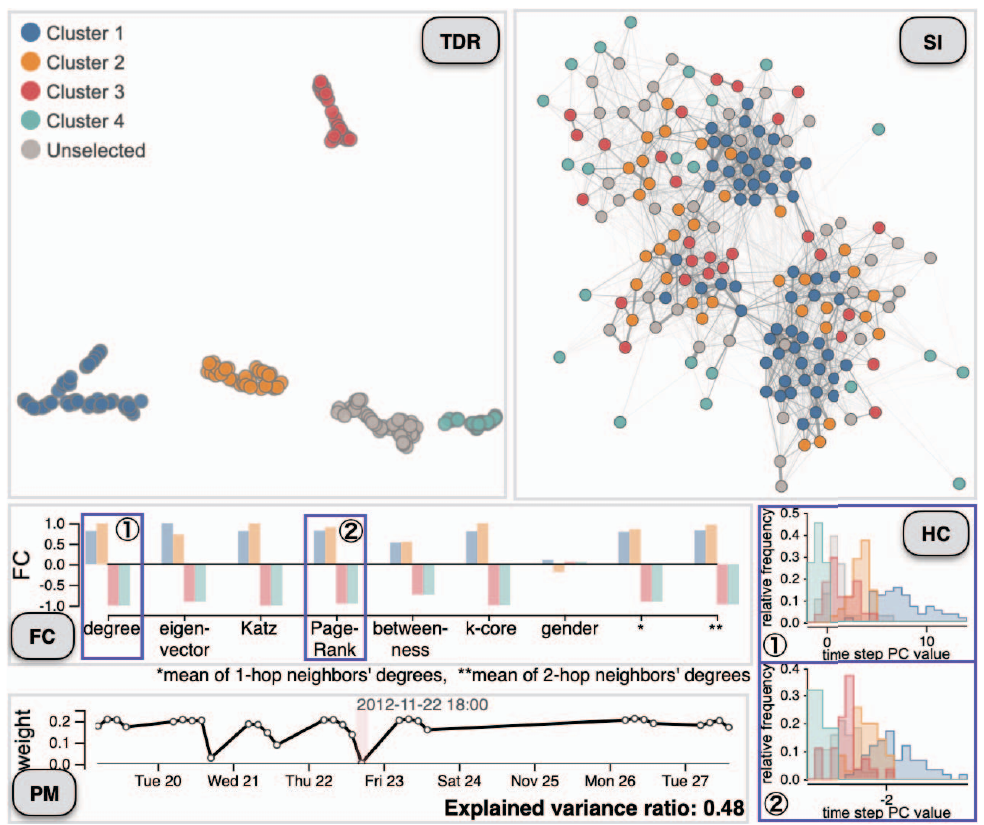 Cluster 1
Cluster 2
Cluster 3
Cluster 4
Unselected
TDR
SI
FC
1.0
0.5
0.0
-0.5
-1.0
①
②
degree
eigen-
vector
Katz
Page-
Rank
between-
ness
k-core
gender
*
**
FC
*mean of 1-hop neighbors' degrees, **mean of 2-hop neighbors' degrees
weight
0.2
0.1
0.0
2012-11-22 18:00
Tue 20
Wed 21
Thu 22
Fri 23
Sat 24
Nov 25
Mon 26
Tue 27
PM
Explained variance ratio: 0.48
HC
relative frequency
0.5
0.4
0.3
0.2
0.1
0.0
0
10
①
time step PC value
relative frequency
0.4
0.3
0.2
0.1
0.0
-2
②
time step PC value